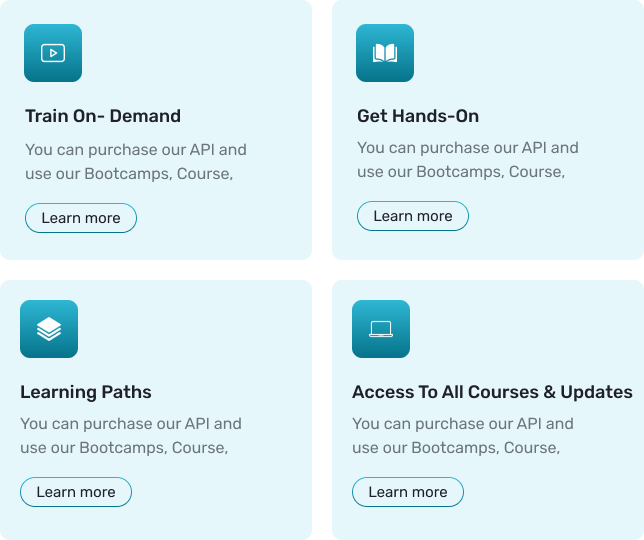 Train On- Demand
You can purchase our API and
use our Bootcamps, Course,
Learn more
Get Hands-On
You can purchase our API and
use our Bootcamps, Course,
Learn more
Learning Paths
You can purchase our API and
use our Bootcamps, Course,
Learn more
Access To All Courses & Updates
You can purchase our API and
use our Bootcamps, Course,
Learn more